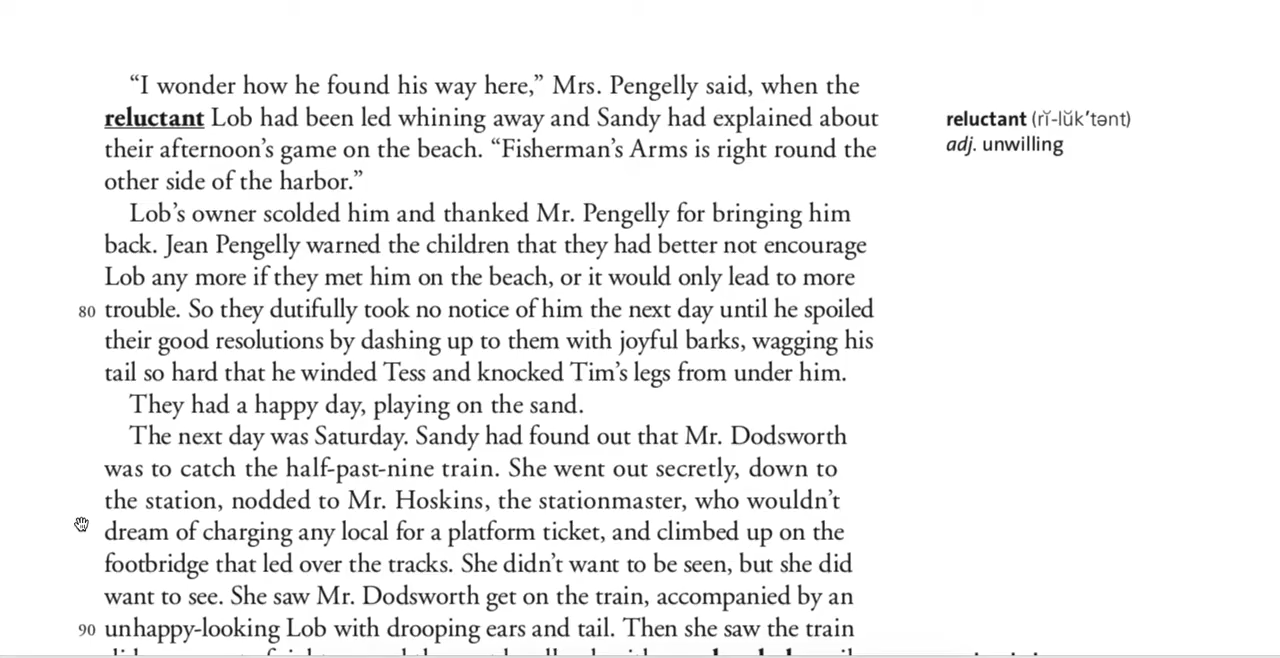 “I wonder how he found his way here,” Mrs. Pengelly said, when the
reluctant Lob had been led whining away and Sandy had explained about
their afternoon’s game on the beach. “Fisherman’s Arms is right round the
other side of the harbor.”
Lob’s owner scolded him and thanked Mr. Pengelly for bringing him
back. Jean Pengelly warned the children that they had better not encourage
Lob any more if they met him on the beach, or it would only lead to more
80 trouble. So they dutifully took no notice of him the next day until he spoiled
their good resolutions by dashing up to them with joyful barks, wagging his
tail so hard that he winded Tess and knocked Tim’s legs from under him.
They had a happy day, playing on the sand.
The next day was Saturday. Sandy had found out that Mr. Dodsworth
was to catch the half-past-nine train. She went out secretly, down to
the station, nodded to Mr. Hoskins, the stationmaster, who wouldn’t
dream of charging any local for a platform ticket, and climbed up on the
footbridge that led over the tracks. She didn’t want to be seen, but she did
want to see. She saw Mr. Dodsworth get on the train, accompanied by an
90 unhappy-looking Lob with drooping ears and tail. Then she saw the train
reluctant (rĭ-lŭk′tənt)
adj. unwilling